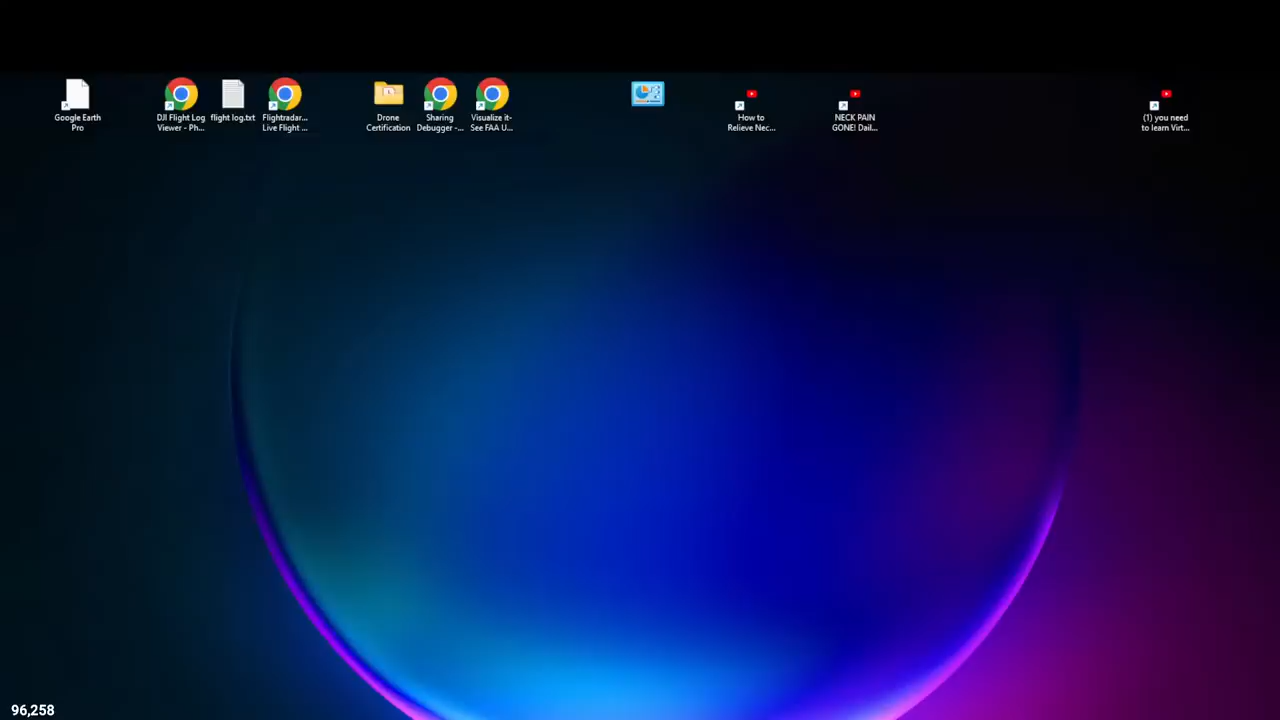 Google Earth
Pro
DJI Flight Log
Viewer - Ph...
flight log.txt
Flightradar...
Live Flight ...
Drone
Certification
Sharing
Debugger -...
Visualize it-
See FAA U...
How to
Relieve Nec...
NECK PAIN
GONE! Dail...
(1) you need
to learn Virt...
96,258